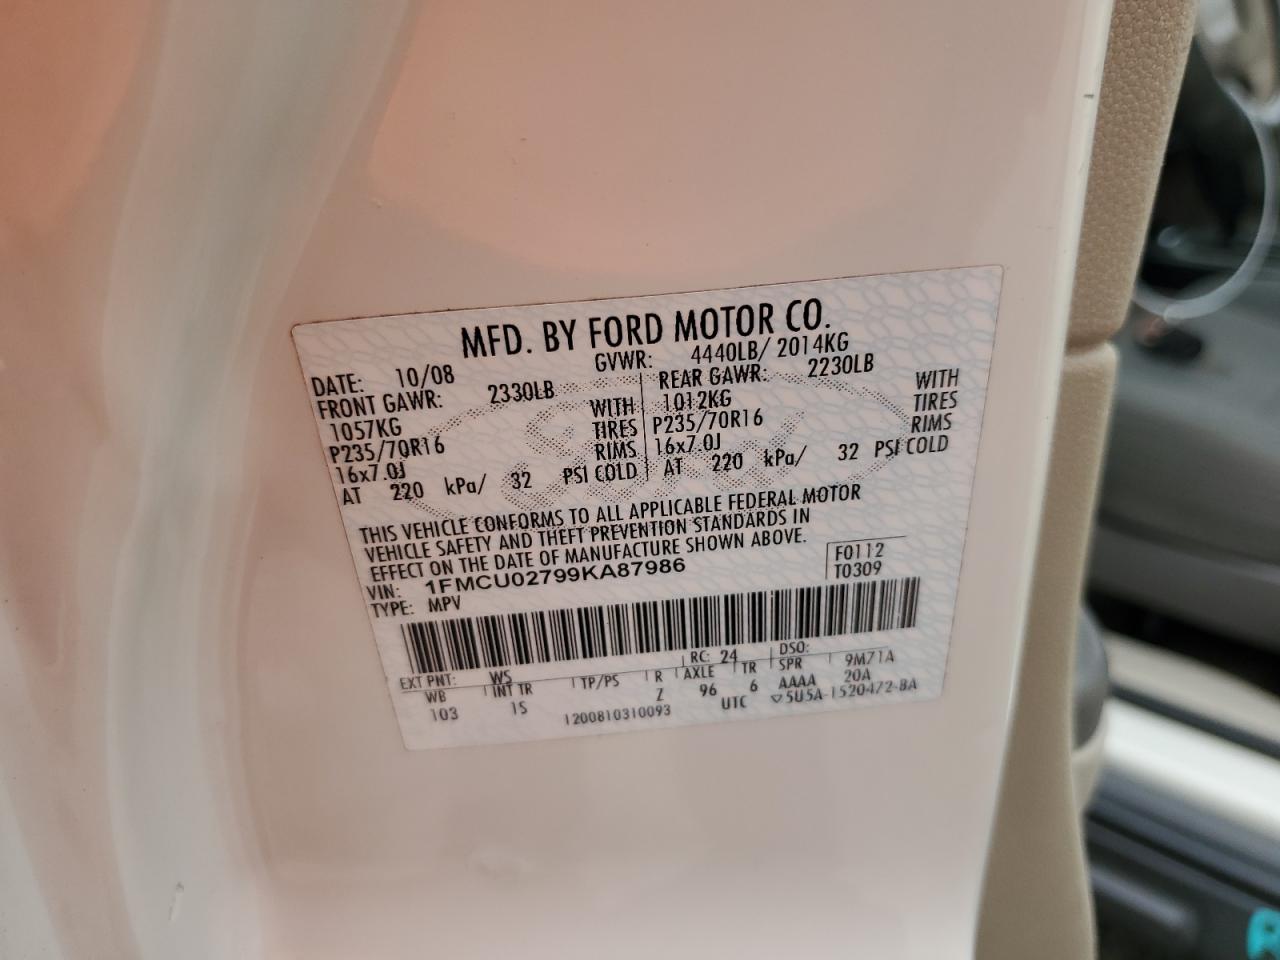 MFD. BY FORD MOTOR CO.
DATE: 10/08 GVWR: 4440LB/ 2014KG
FRONT GAWR: 2330LB REAR GAWR: 2230LB
1057KG WITH 1012KG WITH
P235/70R16 TIRES P235/70R16 TIRES
16x7.0J RIMS 16x7.0J RIMS
AT 220 kPa/ 32 PSI COLD AT 220 kPa/ 32 PSI COLD
THIS VEHICLE CONFORMS TO ALL APPLICABLE FEDERAL MOTOR
VEHICLE SAFETY AND THEFT PREVENTION STANDARDS IN
EFFECT ON THE DATE OF MANUFACTURE SHOWN ABOVE.
VIN: 1FMCU02799KA87986 F0112
TYPE: MPV T0309
EXT PNT: WS RC: 24 DSO:
WB INT TR TP/PS R AXLE TR SPR 9M71A
103 IS Z 96 6 AAAA 20A
1200810310093 UTC ▽5U5A-1520472-BA